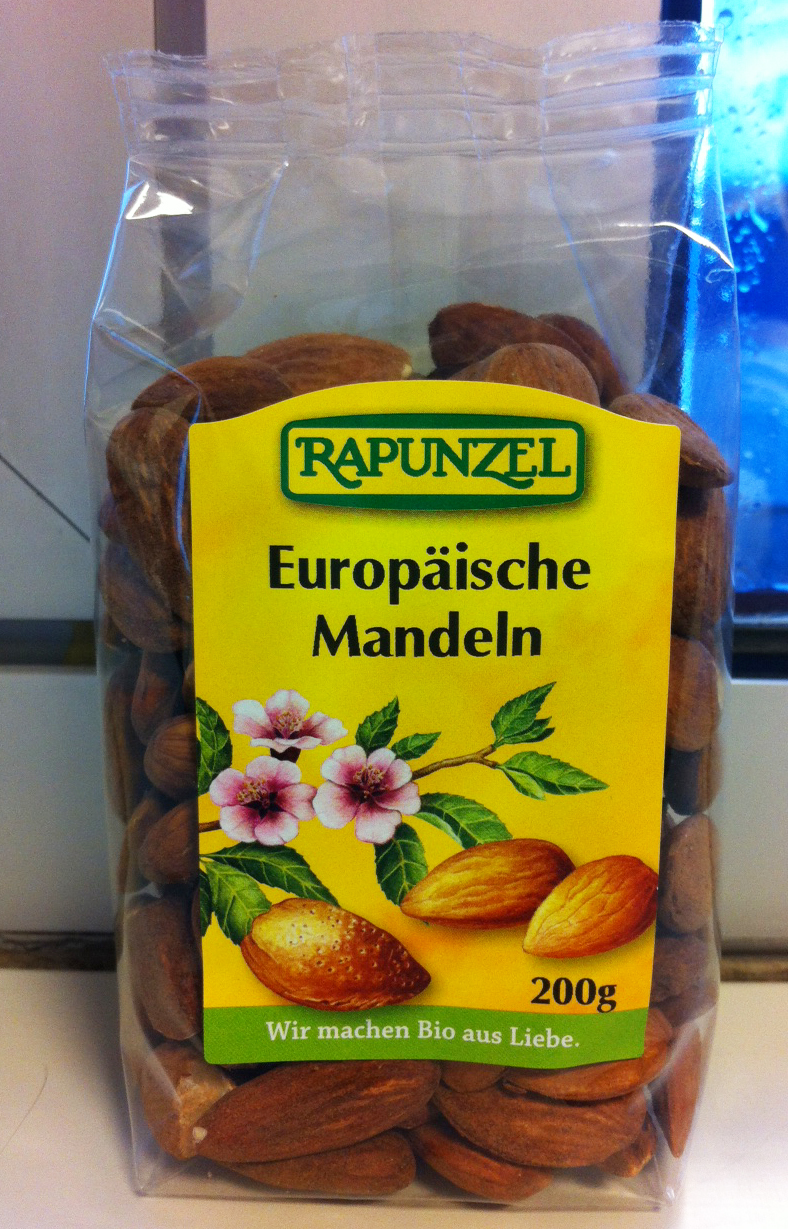 RAPUNZEL
Europäische
Mandeln
200g
Wir machen Bio aus Liebe.